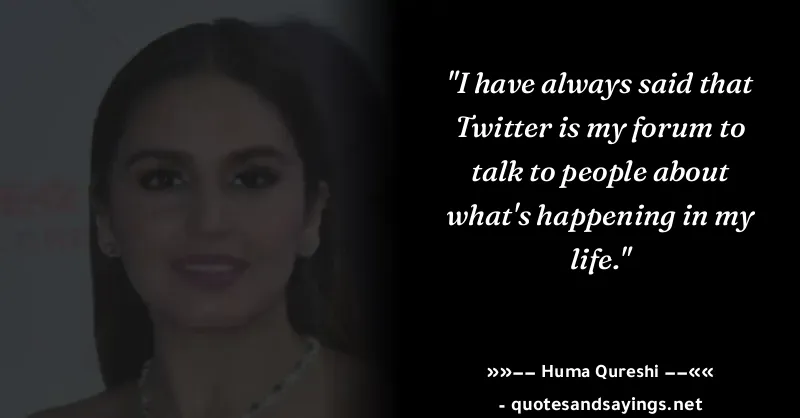 "I have always said that
Twitter is my forum to
talk to people about
what's happening in my
life."
»»−− Huma Qureshi −−««
- quotesandsayings.net